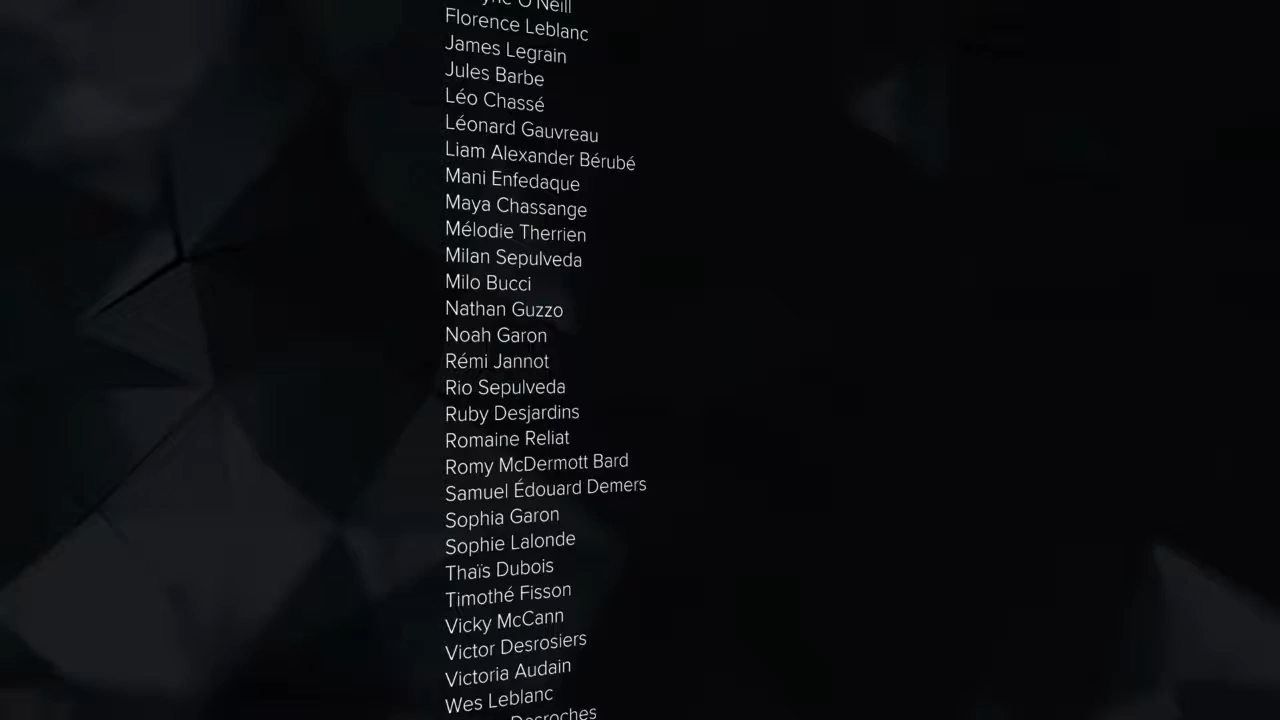 O'Neill
Florence Leblanc
James Legrain
Jules Barbe
Léo Chassé
Léonard Gauvreau
Liam Alexander Bérubé
Mani Enfedaque
Maya Chassange
Mélodie Therrien
Milan Sepulveda
Milo Bucci
Nathan Guzzo
Noah Garon
Rémi Jannot
Rio Sepulveda
Ruby Desjardins
Romaine Reliat
Romy McDermott Bard
Samuel Édouard Demers
Sophia Garon
Sophie Lalonde
Thaïs Dubois
Timothé Fisson
Vicky McCann
Victor Desrosiers
Victoria Audain
Wes Leblanc
Desroches